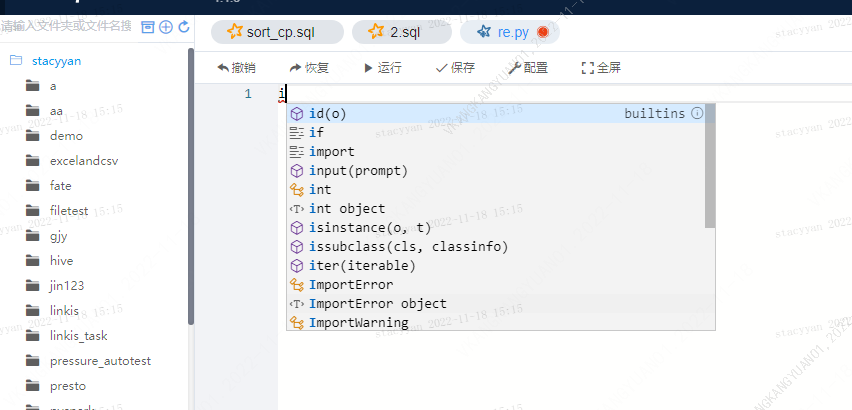 请输入文件夹或文件名搜
sort_cp.sql
2.sql
re.py
stacyyan
a
aa
demo
excelandcsv
fate
filetest
gjy
hive
jin123
linkis
linkis_task
pressure_autotest
presto
撤销
恢复
运行
保存
配置
全屏
1
i
id(o) builtins
if
import
input(prompt)
int
int object
isinstance(o, t)
issubclass(cls, classinfo)
iter(iterable)
ImportError
ImportError object
ImportWarning
stacyyan 2022-11-18 15:15